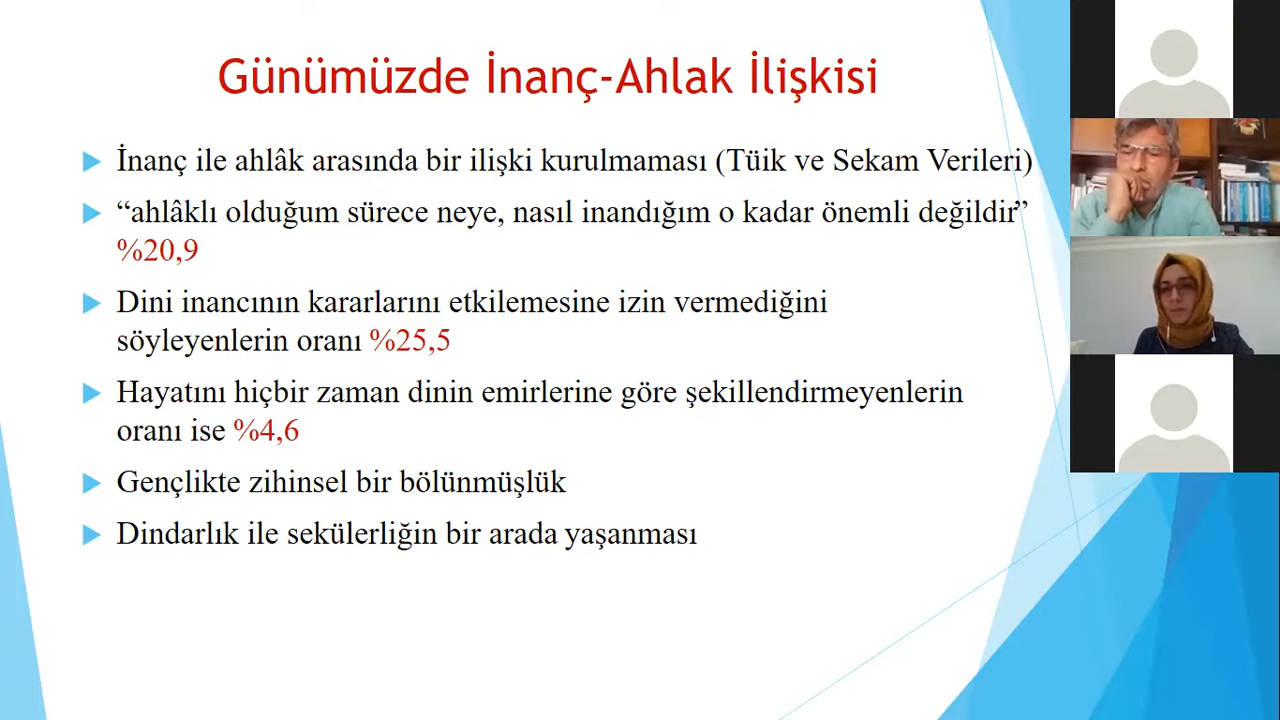 Günümüzde İnanç-Ahlak İlişkisi
İnanç ile ahlâk arasında bir ilişki kurulmaması (Tüik ve Sekam Verileri)
“ahlâklı olduğum sürece neye, nasıl inandığım o kadar önemli değildir”
%20,9
Dini inancının kararlarını etkilemesine izin vermediğini
söyleyenlerin oranı %25,5
Hayatını hiçbir zaman dinin emirlerine göre şekillendirmeyenlerin
oranı ise %4,6
Gençlikte zihinsel bir bölünmüşlük
Dindarlık ile sekülerliğin bir arada yaşanması